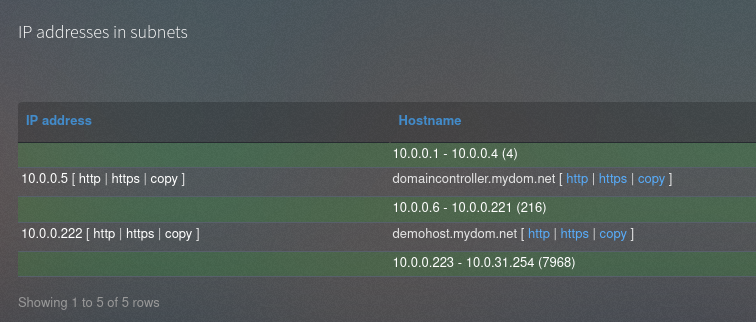 IP addresses in subnets
IP address Hostname
10.0.0.1 - 10.0.0.4 (4)
10.0.0.5 [ http | https | copy ] domaincontroller.mydom.net [ http | https | copy ]
10.0.0.6 - 10.0.0.221 (216)
10.0.0.222 [ http | https | copy ] demohost.mydom.net [ http | https | copy ]
10.0.0.223 - 10.0.31.254 (7968)
Showing 1 to 5 of 5 rows